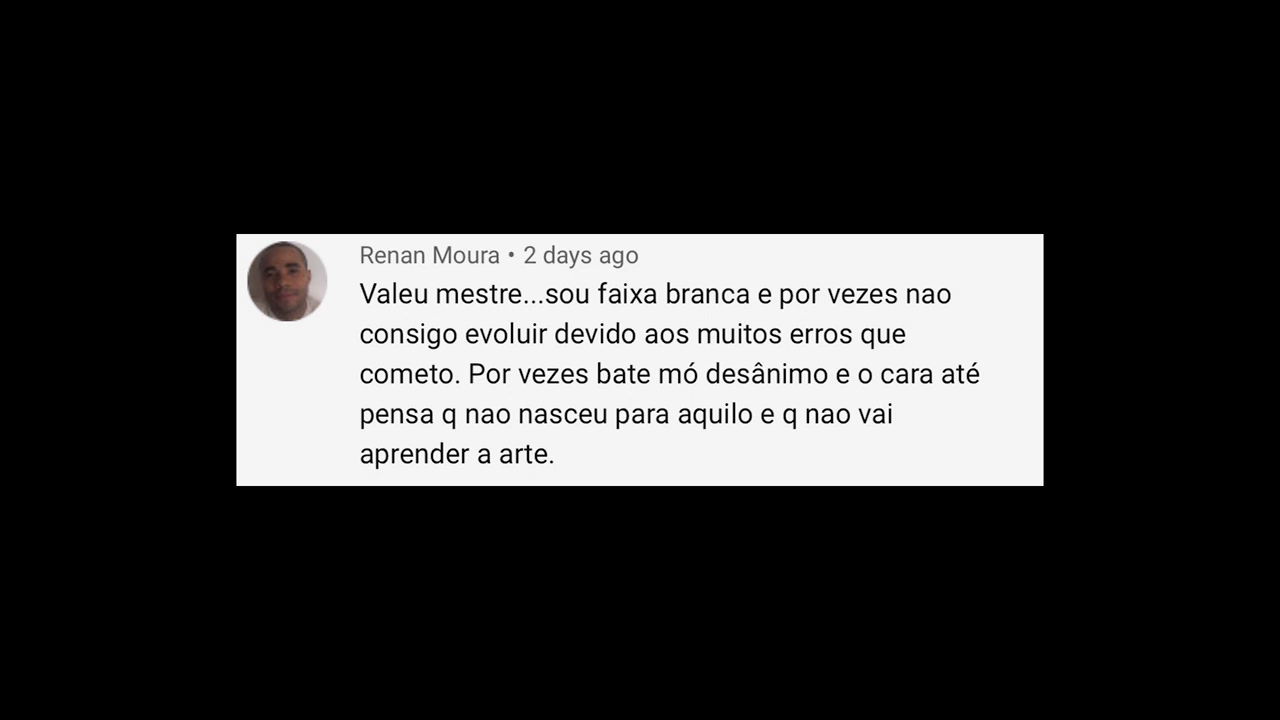 Renan Moura • 2 days ago
Valeu mestre...sou faixa branca e por vezes nao
consigo evoluir devido aos muitos erros que
cometo. Por vezes bate mó desânimo e o cara até
pensa q nao nasceu para aquilo e q nao vai
aprender a arte.